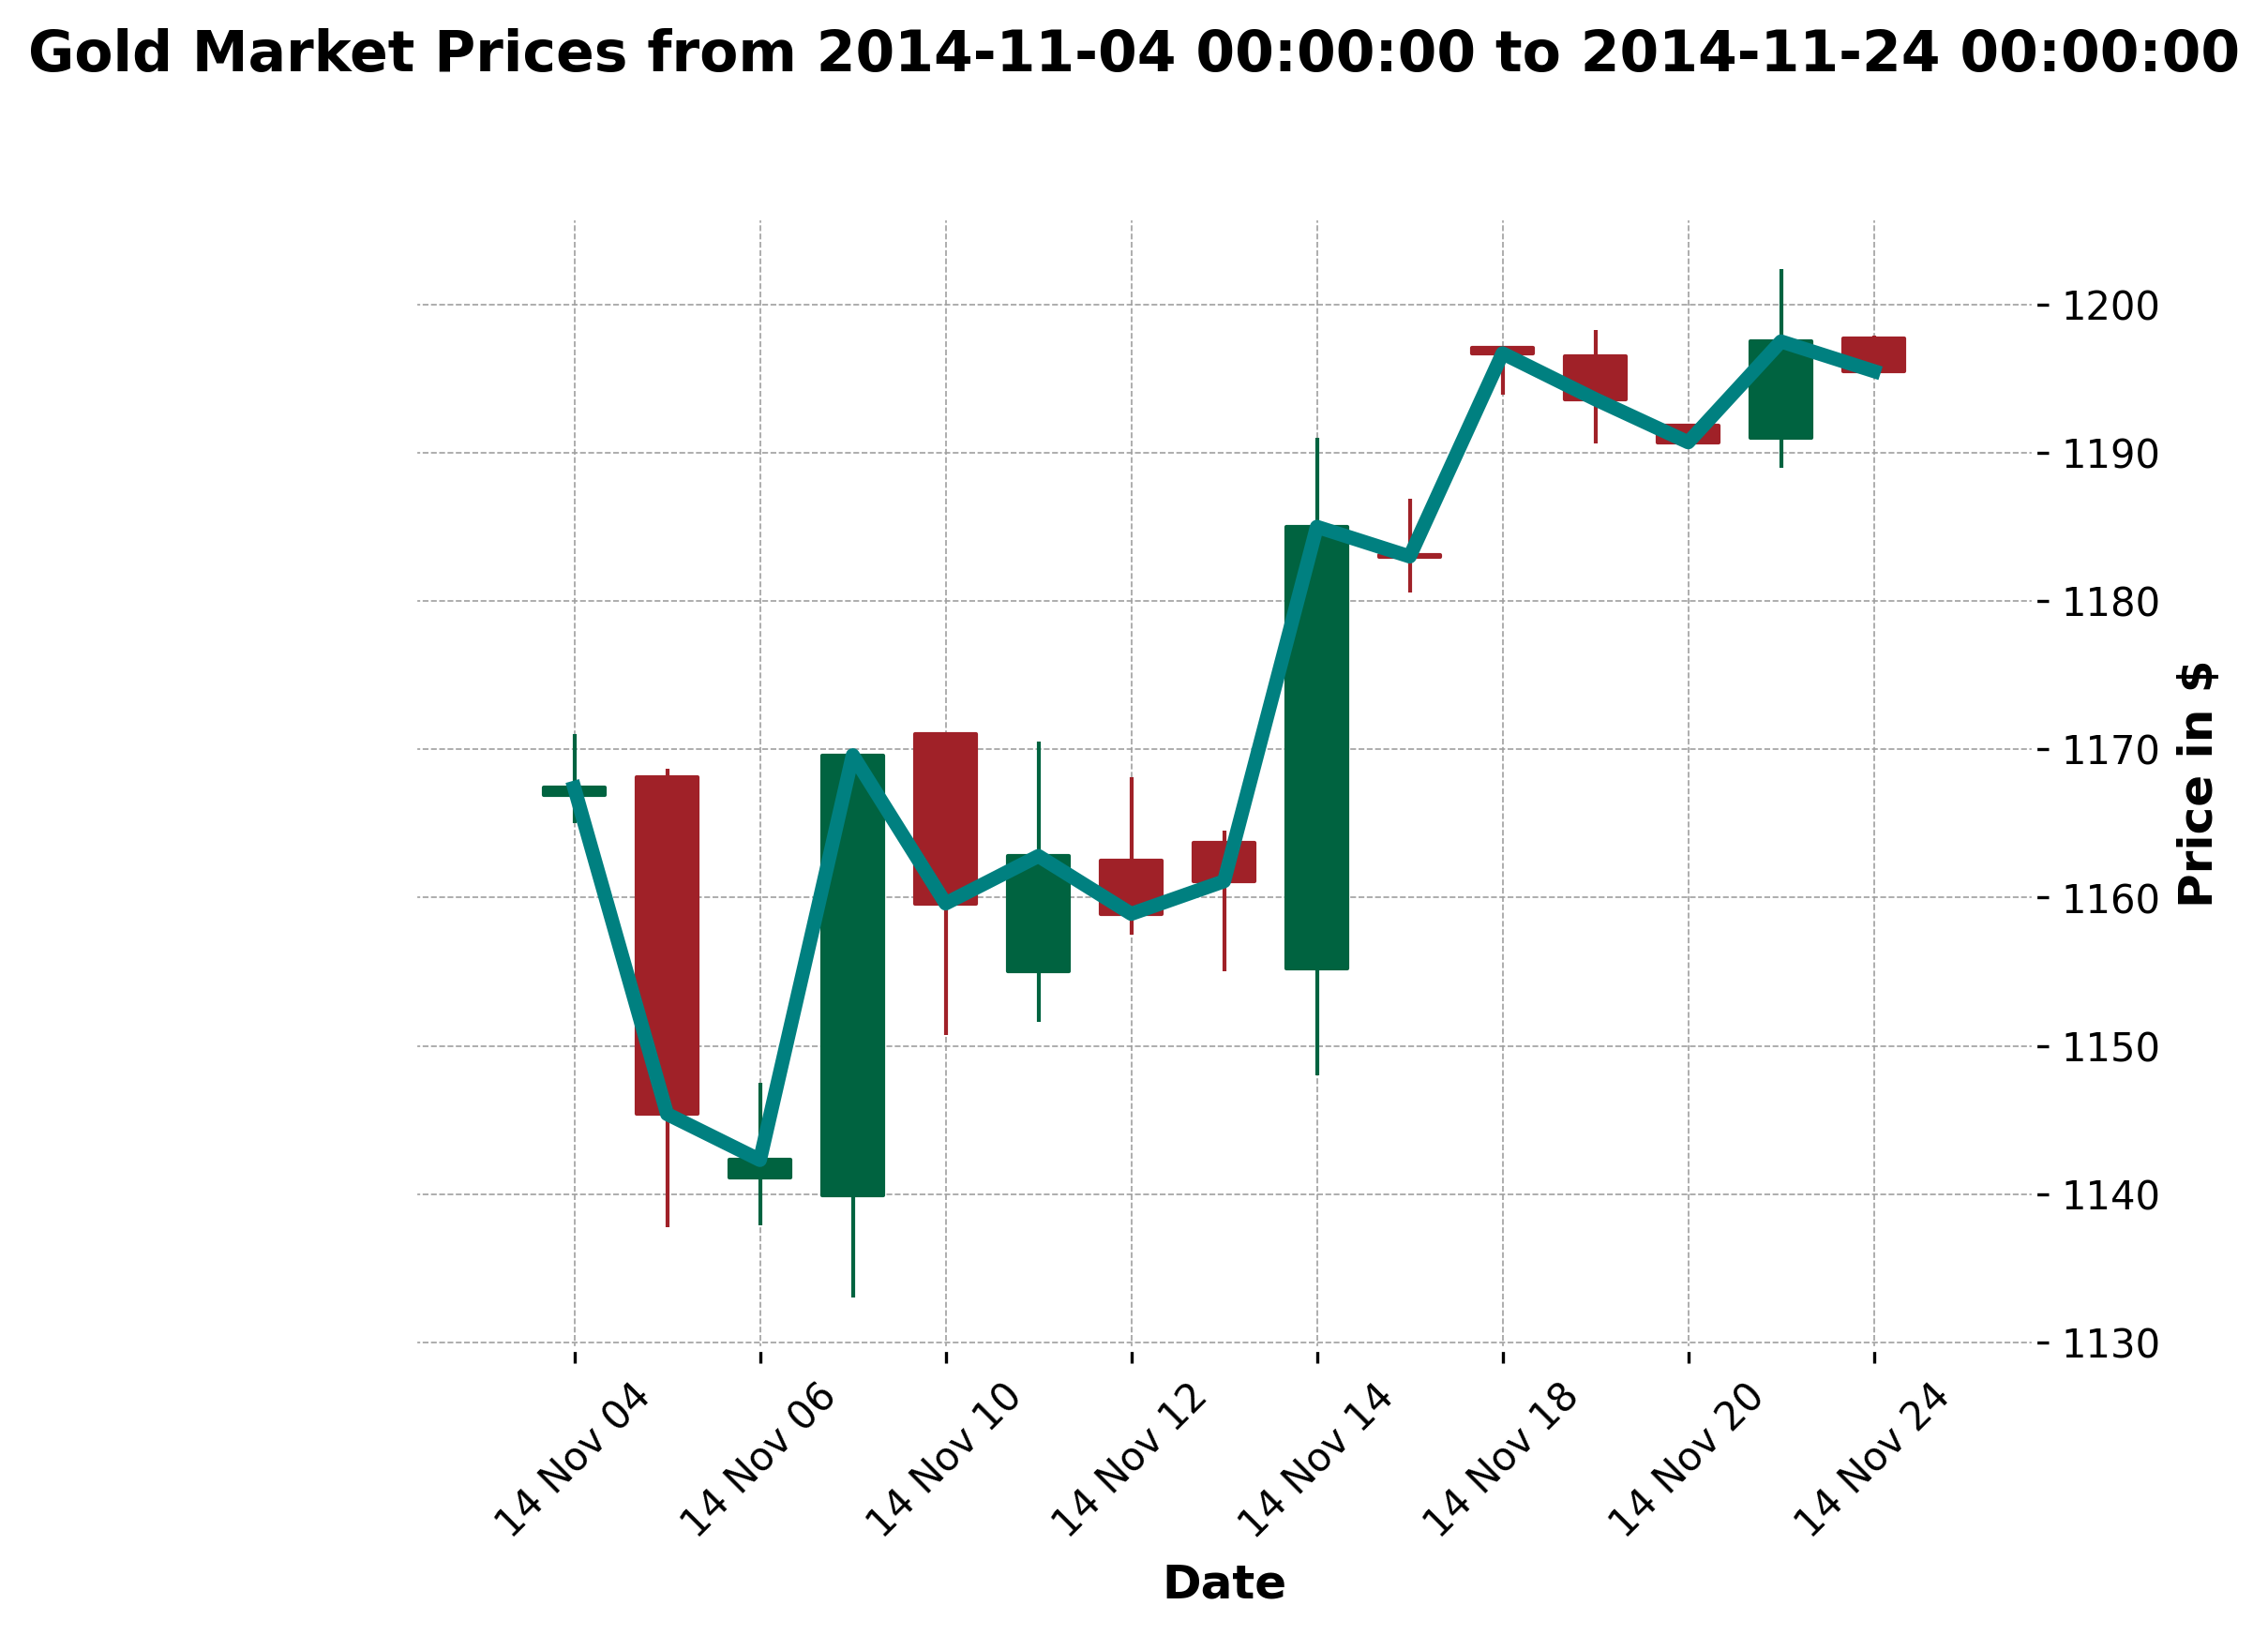 Gold Market Prices from 2014-11-04 00:00:00 to 2014-11-24 00:00:00
1200
1190
1180
1170
1160
1150
1140
1130
Price in $
14 Nov 04
14 Nov 06
14 Nov 10
14 Nov 12
14 Nov 14
14 Nov 18
14 Nov 20
14 Nov 24
Date